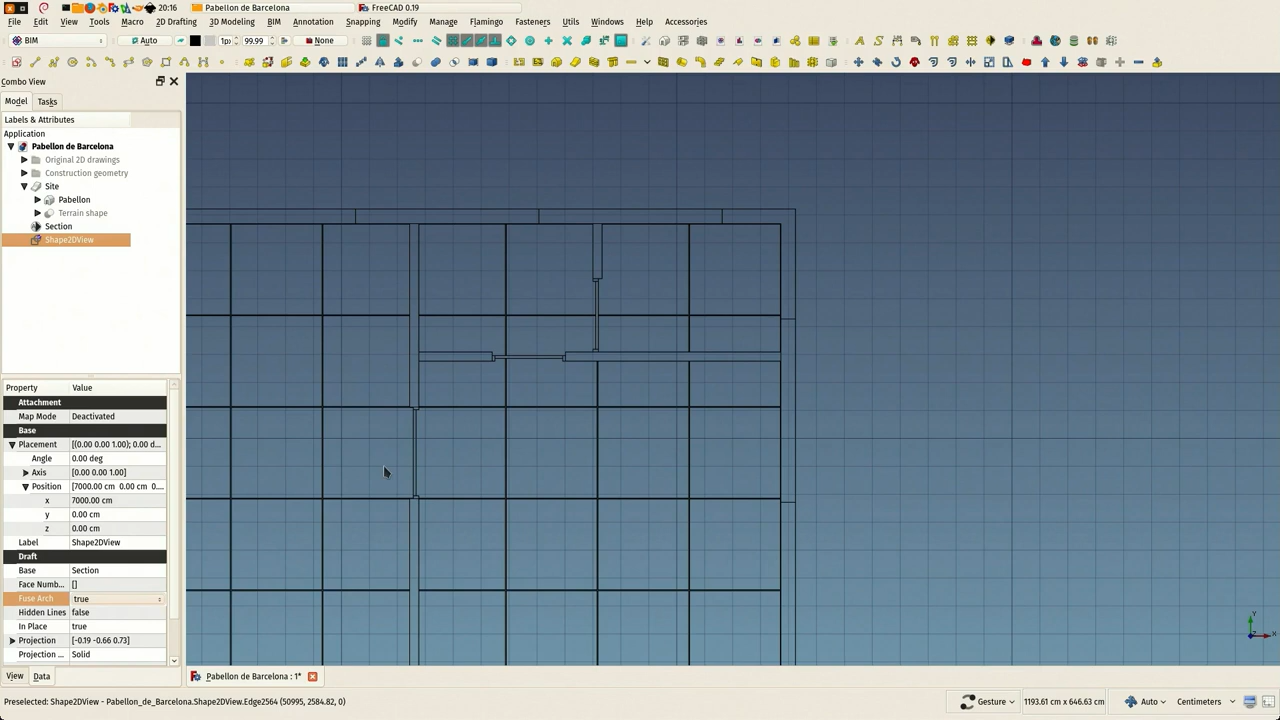 20:16
Pabellon de Barcelona
FreeCAD 0.19
File Edit View Tools Macro 2D Drafting 3D Modeling BIM Annotation Snapping Modify Manage Flamingo Fasteners Utils Windows Help Accessories
BIM Auto 1p 99.99 None
Combo View
Model Tasks
Labels & Attributes
Application
Pabellon de Barcelona
Original 2D drawings
Construction geometry
Site
Pabellon
Terrain shape
Section
Shape2DView
Property Value
Attachment
Map Mode Deactivated
Base
Placement [(0.00 0.00 1.00); 0.00 d...
Angle 0.00 deg
Axis [0.00 0.00 1.00]
Position [7000.00 cm 0.00 cm 0....
x 7000.00 cm
y 0.00 cm
z 0.00 cm
Label Shape2DView
Draft
Base Section
Face Numb... []
Fuse Arch true
Hidden Lines false
In Place true
Projection [-0.19 -0.66 0.73]
Projection ... Solid
View Data
Pabellon de Barcelona : 1*
Preselected: Shape2DView - Pabellon_de_Barcelona.Shape2DView.Edge2564 (50995, 2584.82, 0)
Gesture 1193.61 cm x 646.63 cm Auto Centimeters